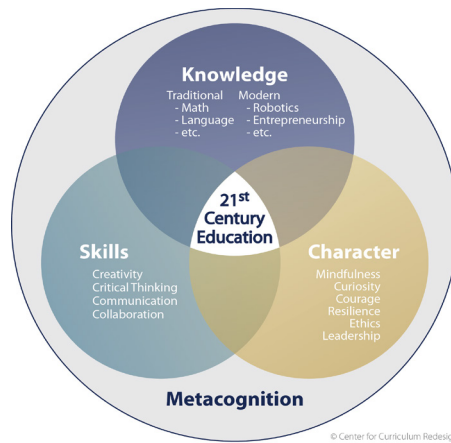 Knowledge
Traditional
- Math
- Language
- etc.
Modern
- Robotics
- Entrepreneurship
- etc.
21st
Century
Education
Skills
Creativity
Critical Thinking
Communication
Collaboration
Character
Mindfulness
Curiosity
Courage
Resilience
Ethics
Leadership
Metacognition
© Center for Curriculum Redesig